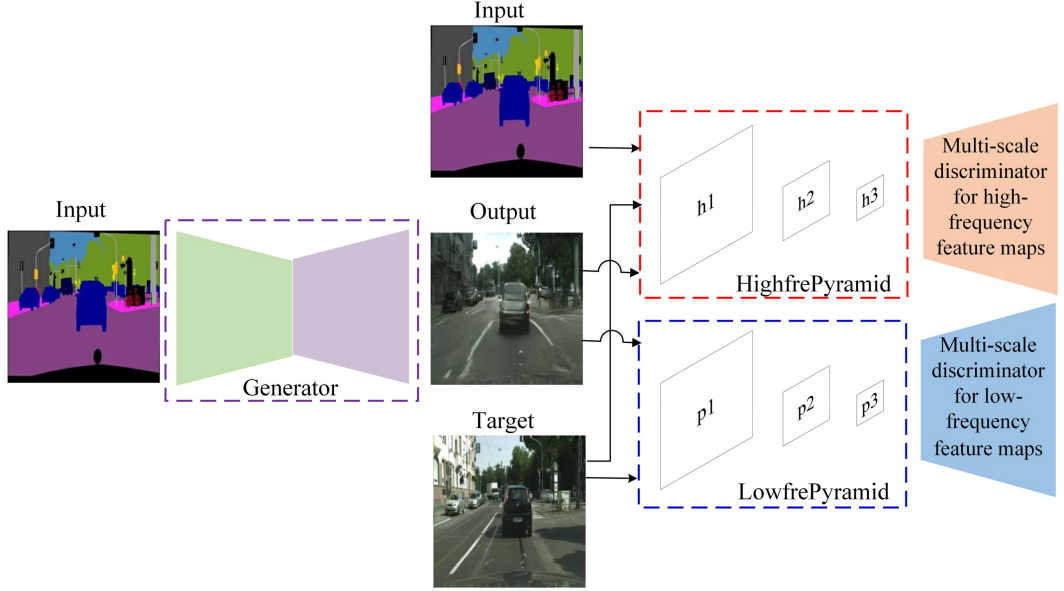 Input
Input
Generator
Output
Target
h1
h2
h3
HighfrePyramid
p1
p2
p3
LowfrePyramid
Multi-scale
discriminator
for high-
frequency
feature maps
Multi-scale
discriminator
for low-
frequency
feature maps